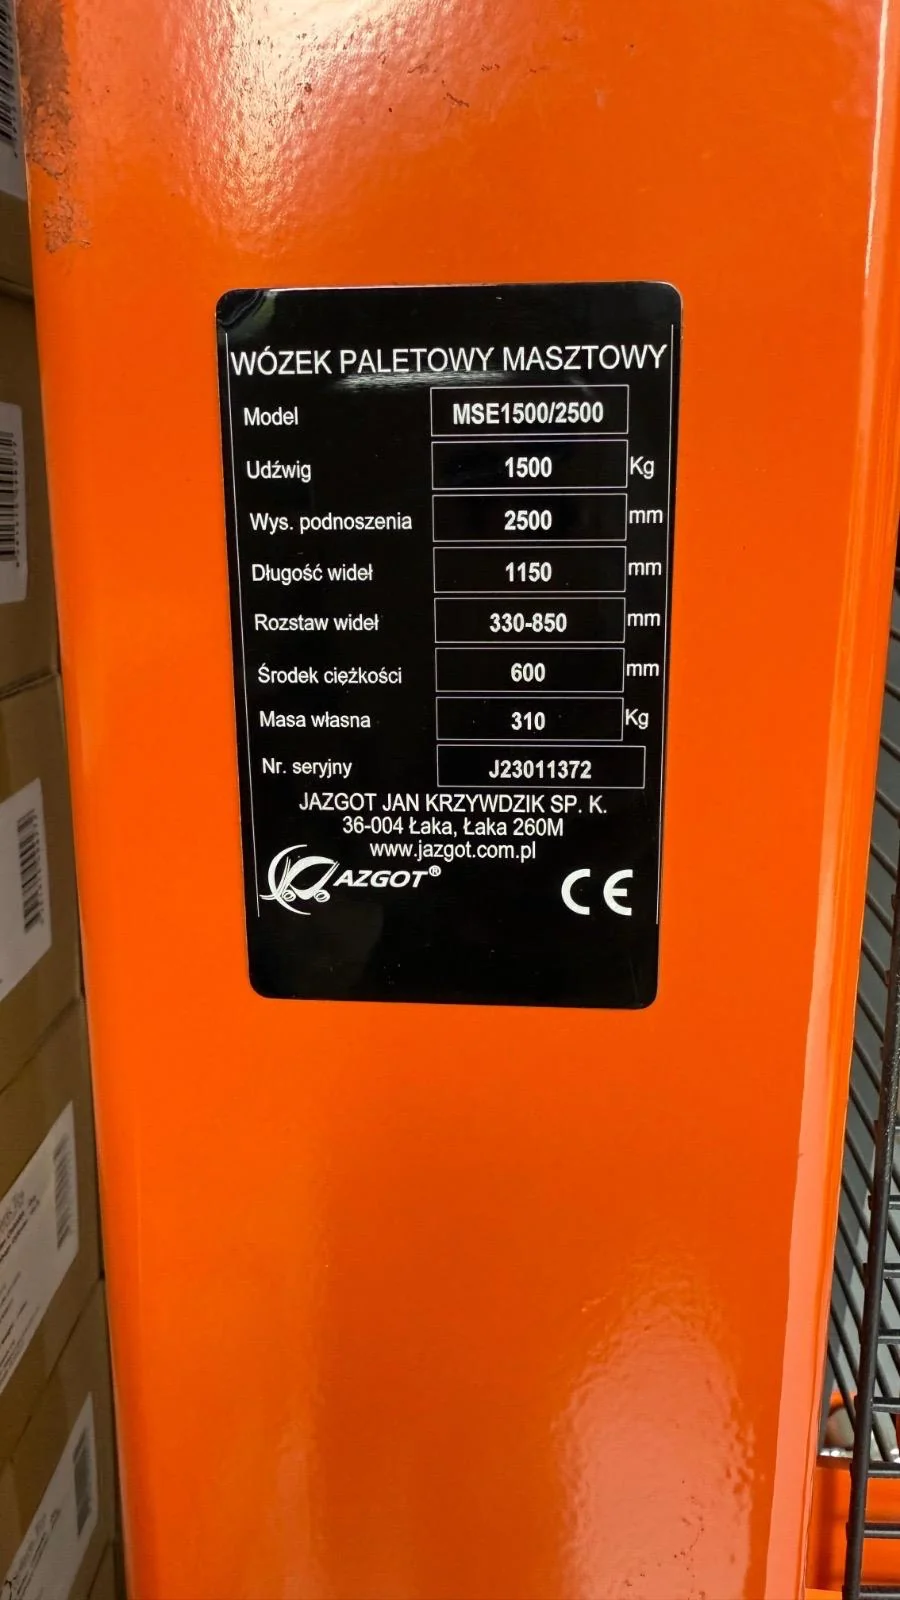 WÓZEK PALETOWY MASZTOWY
Model MSE1500/2500
Udźwig 1500 Kg
Wys. podnoszenia 2500 mm
Długość wideł 1150 mm
Rozstaw wideł 330-850 mm
Środek ciężkości 600 mm
Masa własna 310 Kg
Nr. seryjny J23011372
JAZGOT JAN KRZYWDZIK SP. K.
36-004 Łaka, Łaka 260M
www.jazgot.com.pl
JAZGOT® CE